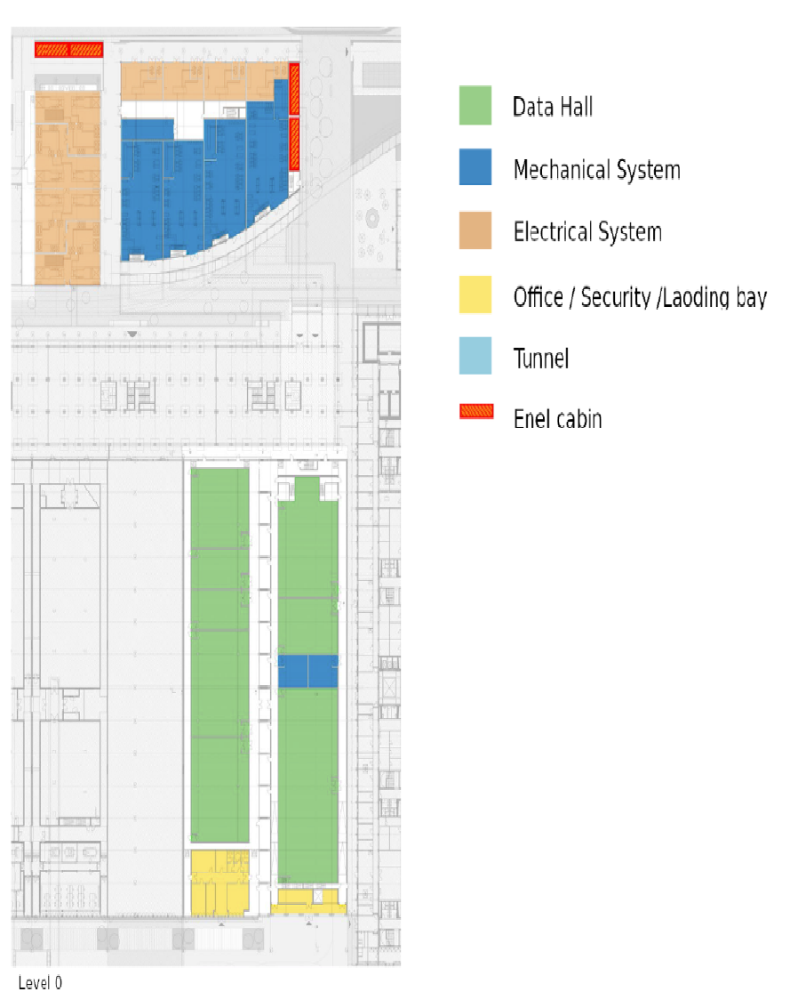 Data Hall
Mechanical System
Electrical System
Office / Security /Laoding bay
Tunnel
Enel cabin
Level 0